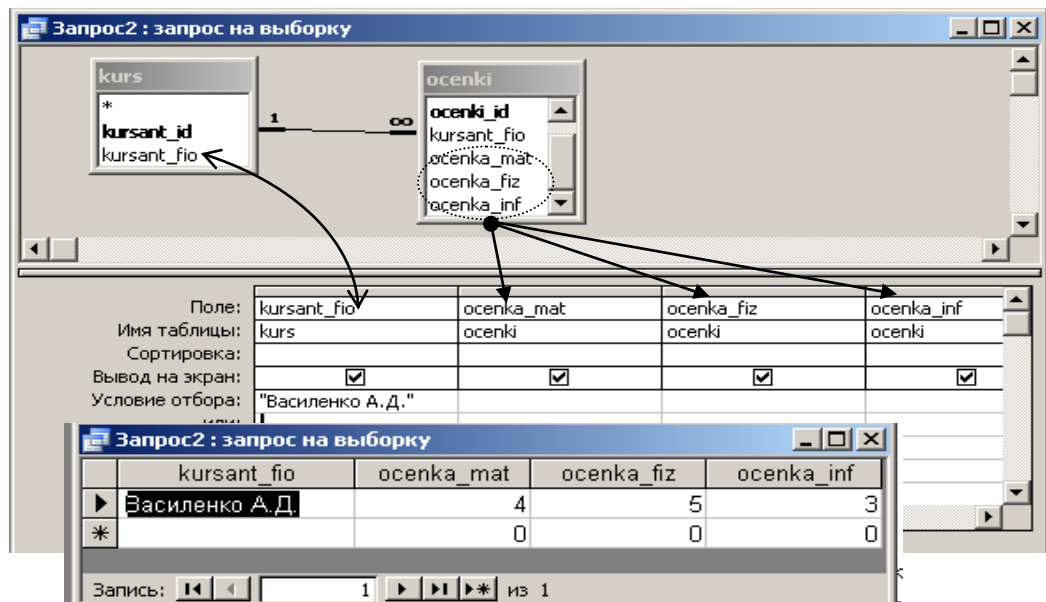 Запрос2 : запрос на выборку
kurs
*
kursant_id
kursant_fio
1 ∞
ocenki
ocenki_id
kursant_fio
ocenka_mat
ocenka_fiz
ocenka_inf
Поле: kursant_fio ocenka_mat ocenka_fiz ocenka_inf
Имя таблицы: kurs ocenki ocenki ocenki
Сортировка:
Вывод на экран:
Условие отбора: "Василенко А.Д."
или:
Запрос2 : запрос на выборку
kursant_fio ocenka_mat ocenka_fiz ocenka_inf
Василенко А.Д. 4 5 3
0 0 0
Запись: 1 из 1